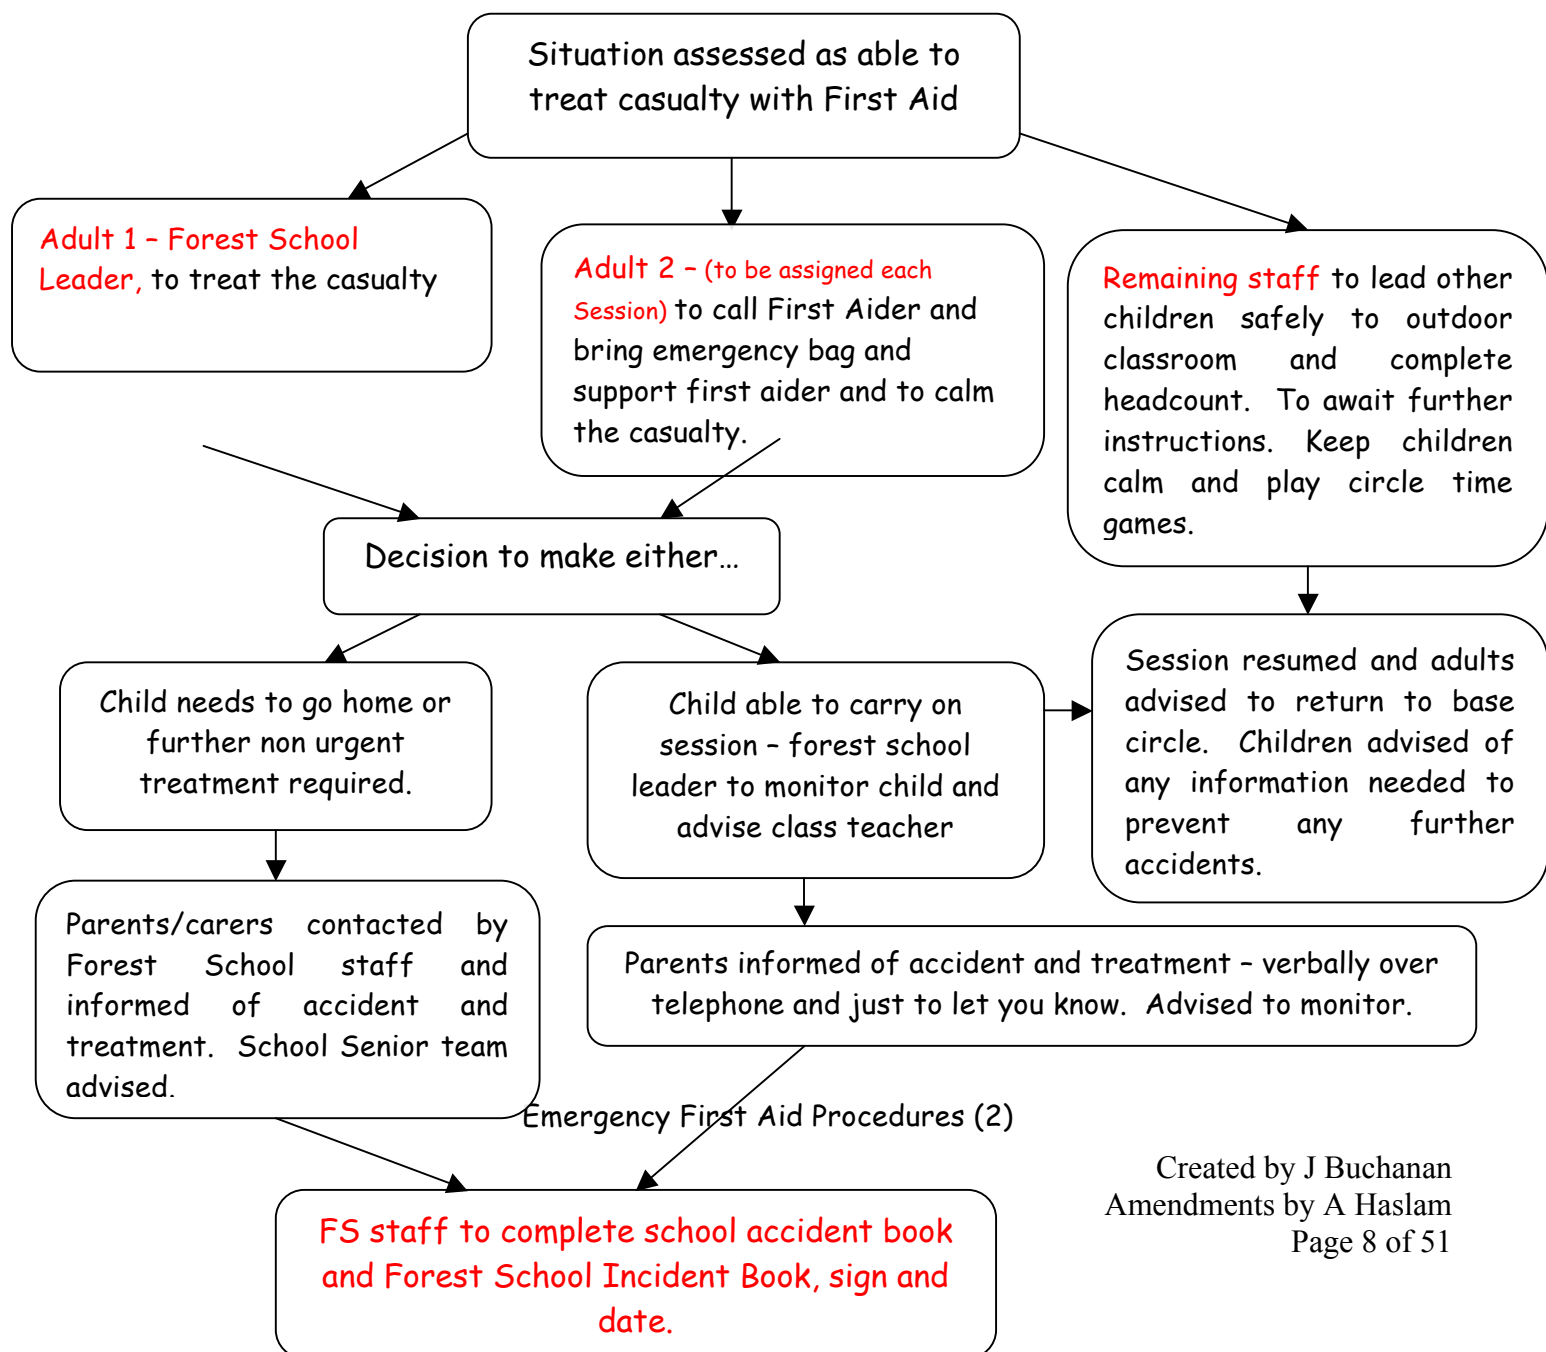 Situation assessed as able to
treat casualty with First Aid
Adult 1 – Forest School
Leader, to treat the casualty
Adult 2 – (to be assigned each
Session) to call First Aider and
bring emergency bag and
support first aider and to calm
the casualty.
Remaining staff to lead other
children safely to outdoor
classroom and complete
headcount. To await further
instructions. Keep children
calm and play circle time
games.
Decision to make either…
Child needs to go home or
further non urgent
treatment required.
Child able to carry on
session – forest school
leader to monitor child and
advise class teacher
Session resumed and adults
advised to return to base
circle. Children advised of
any information needed to
prevent any further
accidents.
Parents/carers contacted by
Forest School staff and
informed of accident and
treatment. School Senior team
advised.
Parents informed of accident and treatment – verbally over
telephone and just to let you know. Advised to monitor.
Emergency First Aid Procedures (2)
FS staff to complete school accident book
and Forest School Incident Book, sign and
date.
Created by J Buchanan
Amendments by A Haslam
Page 8 of 51